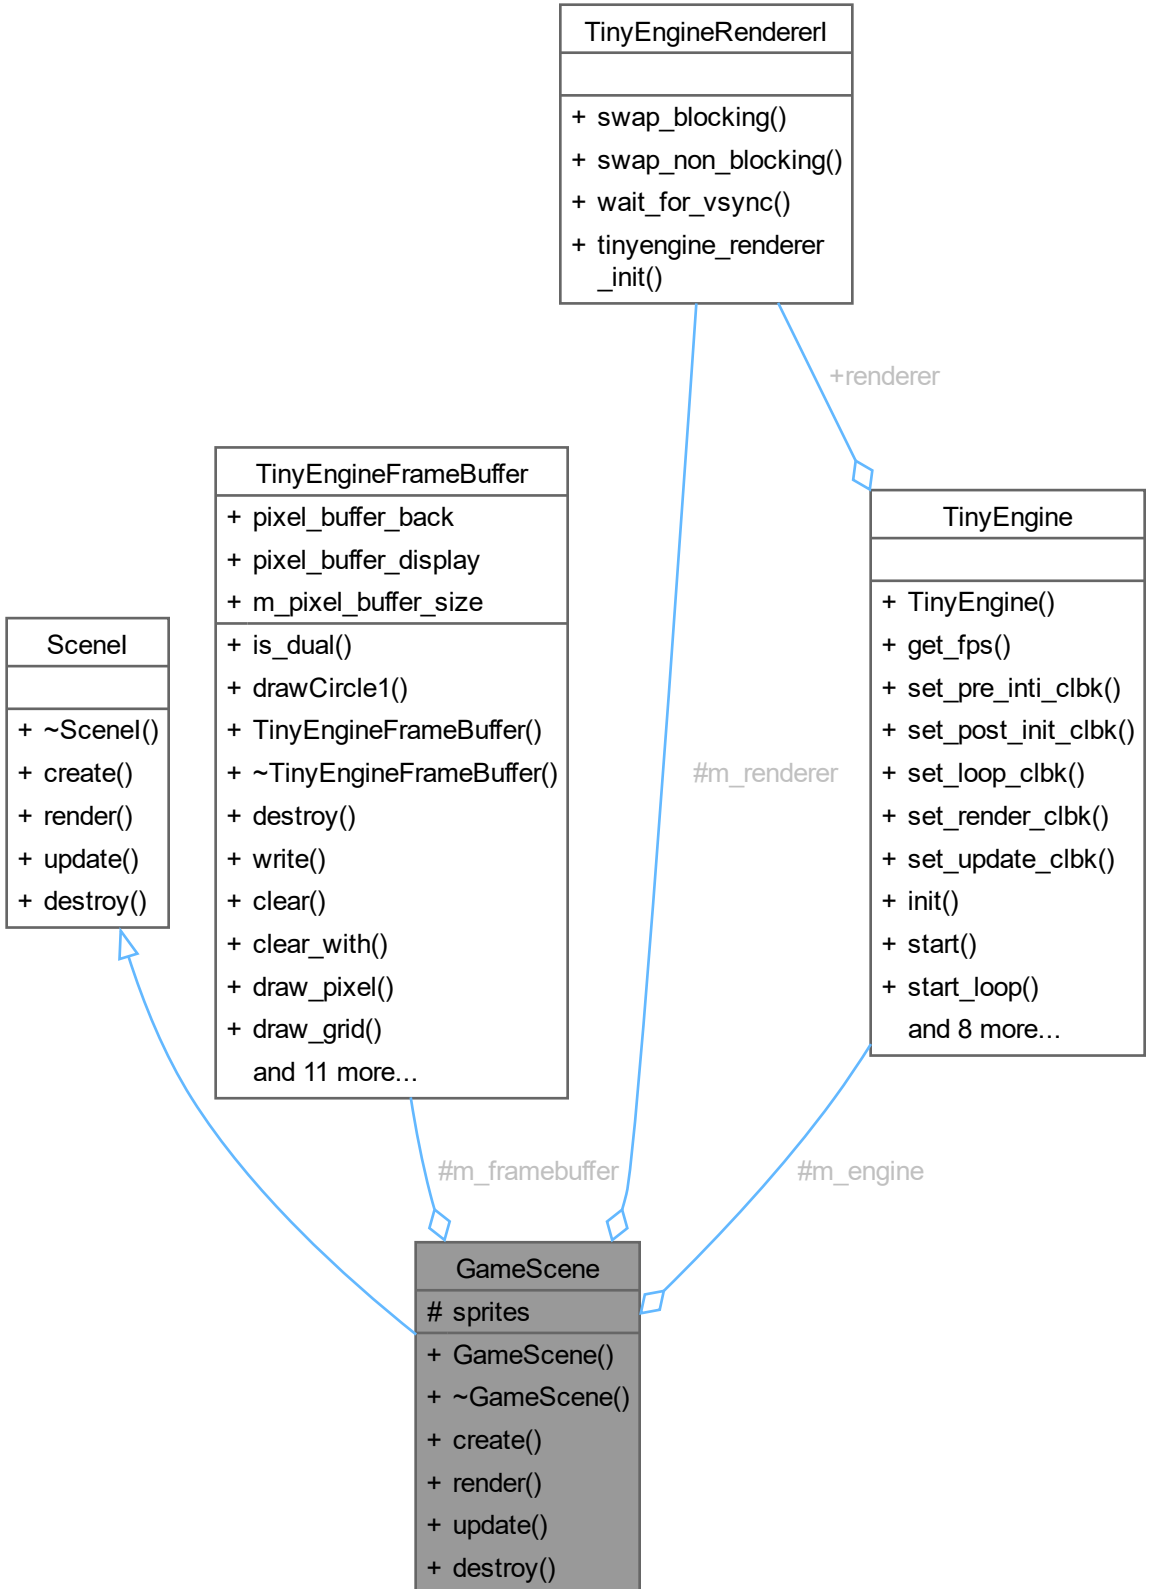 TinyEngineRendererI
+ swap_blocking()
+ swap_non_blocking()
+ wait_for_vsync()
+ tinyengine_renderer
_init()
+renderer
TinyEngineFrameBuffer
+ pixel_buffer_back
+ pixel_buffer_display
+ m_pixel_buffer_size
+ is_dual()
+ drawCircle1()
+ TinyEngineFrameBuffer()
+ ~TinyEngineFrameBuffer()
+ destroy()
+ write()
+ clear()
+ clear_with()
+ draw_pixel()
+ draw_grid()
and 11 more...
TinyEngine
+ TinyEngine()
+ get_fps()
+ set_pre_inti_clbk()
+ set_post_init_clbk()
+ set_loop_clbk()
+ set_render_clbk()
+ set_update_clbk()
+ init()
+ start()
+ start_loop()
and 8 more...
SceneI
+ ~SceneI()
+ create()
+ render()
+ update()
+ destroy()
#m_renderer
#m_framebuffer
#m_engine
GameScene
# sprites
+ GameScene()
+ ~GameScene()
+ create()
+ render()
+ update()
+ destroy()